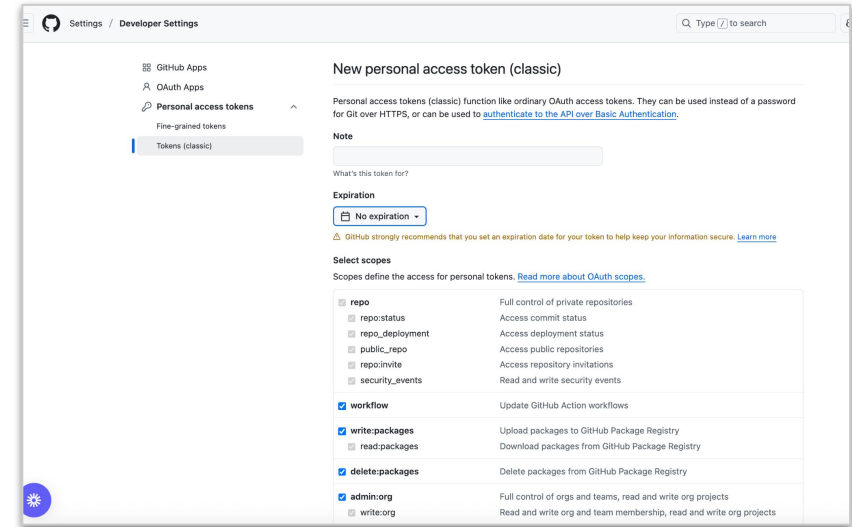 Settings / Developer Settings
Type / to search
GitHub Apps
OAuth Apps
Personal access tokens
Fine-grained tokens
Tokens (classic)
New personal access token (classic)
Personal access tokens (classic) function like ordinary OAuth access tokens. They can be used instead of a password
for Git over HTTPS, or can be used to authenticate to the API over Basic Authentication.
Note
What's this token for?
Expiration
No expiration
GitHub strongly recommends that you set an expiration date for your token to help keep your information secure. Learn more
Select scopes
Scopes define the access for personal tokens. Read more about OAuth scopes.
repo Full control of private repositories
repo:status Access commit status
repo_deployment Access deployment status
public_repo Access public repositories
repo:invite Access repository invitations
security_events Read and write security events
workflow Update GitHub Action workflows
write:packages Upload packages to GitHub Package Registry
read:packages Download packages from GitHub Package Registry
delete:packages Delete packages from GitHub Package Registry
admin:org Full control of orgs and teams, read and write org projects
write:org Read and write org and team membership, read and write org projects